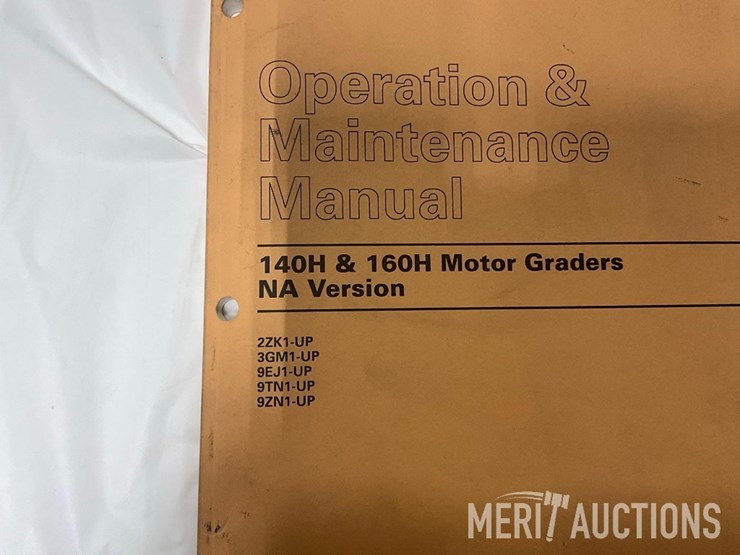 Operation &
Maintenance
Manual
140H & 160H Motor Graders
NA Version
2ZK1-UP
3GM1-UP
9EJ1-UP
9TN1-UP
9ZN1-UP
MERIT AUCTIONS